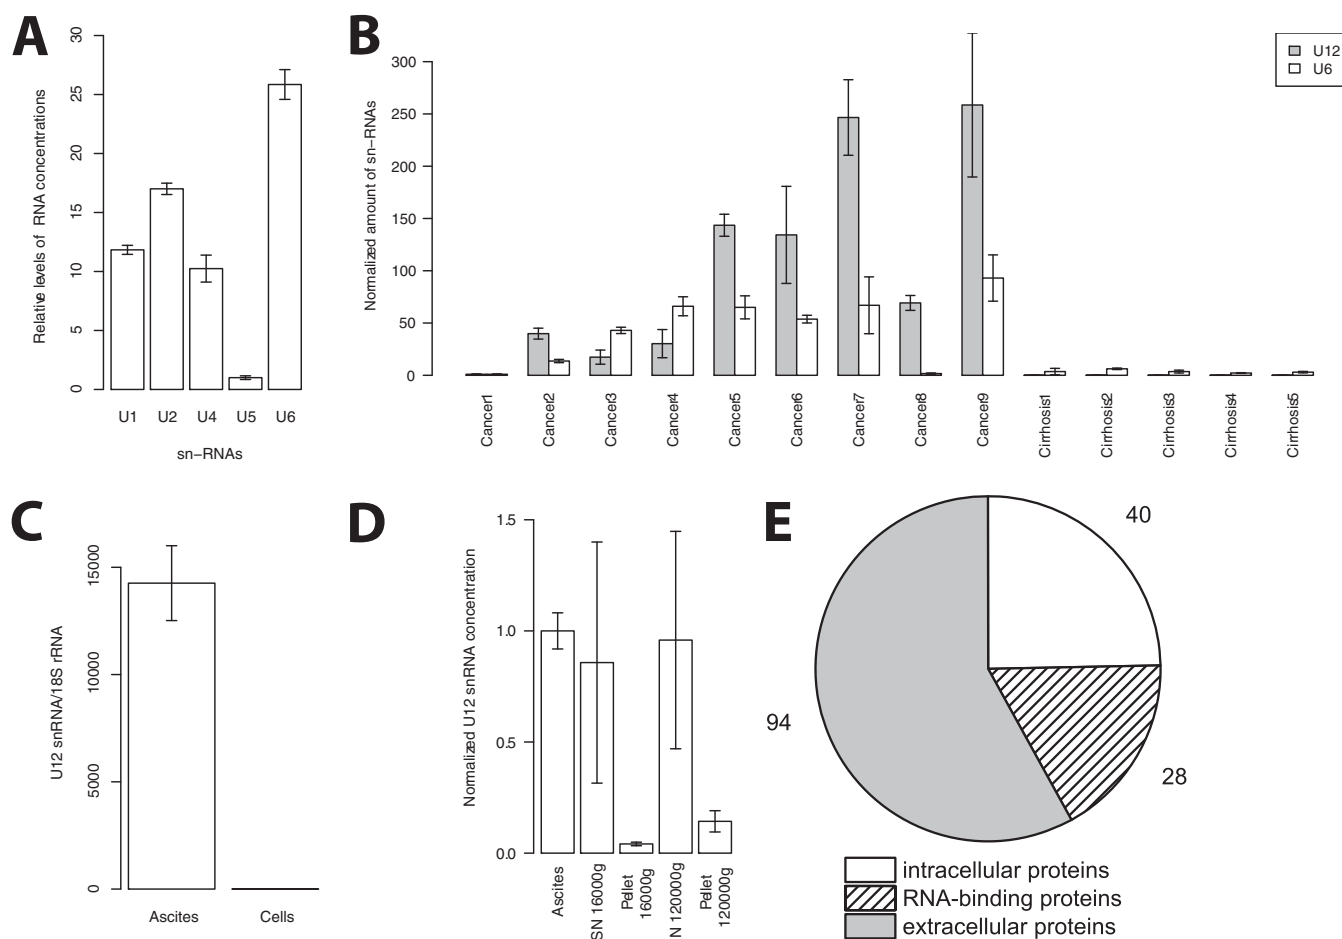 A
Relative levels of RNA concentrations
30
25
20
15
10
5
0
U1 U2 U4 U5 U6
sn−RNAs
B
Normalized amount of sn−RNAs
300
250
200
150
100
50
0
Cancer1
Cancer2
Cancer3
Cancer4
Cancer5
Cancer6
Cancer7
Cancer8
Cancer9
Cirrhosis1
Cirrhosis2
Cirrhosis3
Cirrhosis4
Cirrhosis5
U12
U6
C
U12 snRNA/18S rRNA
15000
10000
5000
0
Ascites Cells
D
Normalized U12 snRNA concentration
1.5
1.0
0.5
0.0
Ascites
SN 16000g
Pellet
16000g
N 120000g
Pellet
120000g
E
40
94
28
intracellular proteins
RNA-binding proteins
extracellular proteins